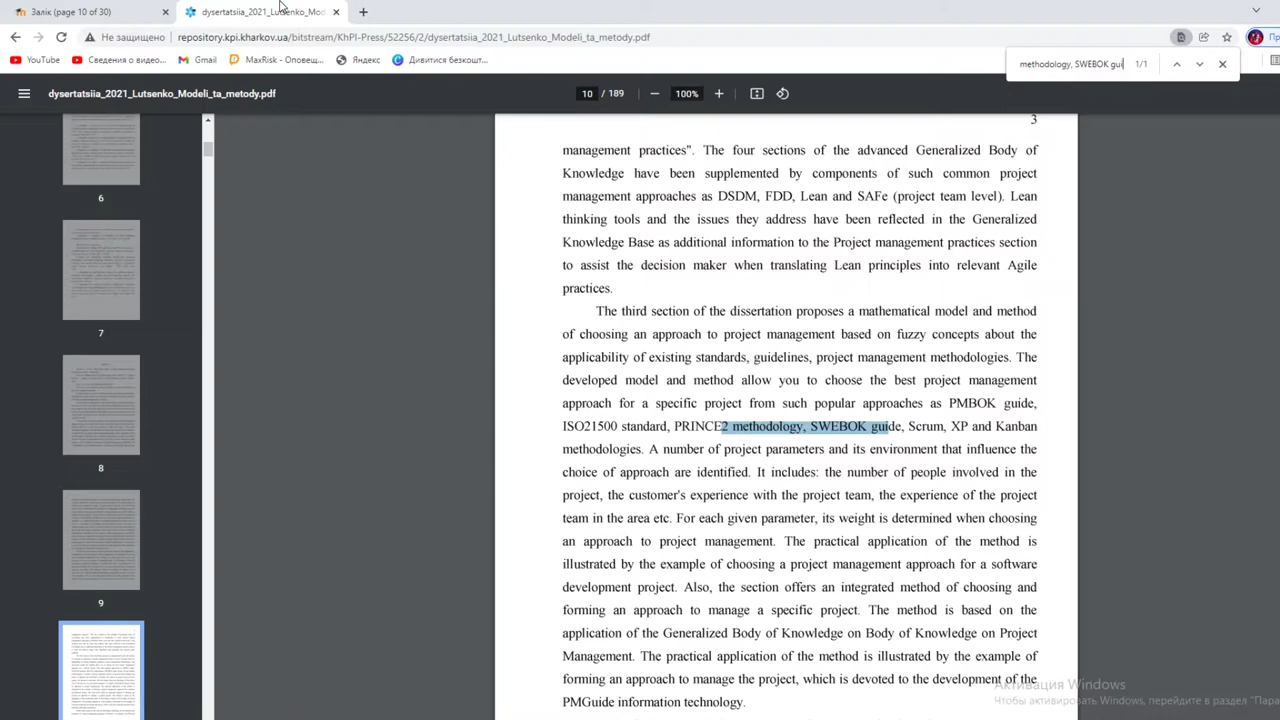 Залік (page 10 of 30)
dysertatsiia_2021_Lutsenko_Mod
Не защищено
repository.kpi.kharkov.ua/bitstream/KhPI-Press/52256/2/dysertatsiia_2021_Lutsenko_Modeli_ta_metody.pdf
YouTube
Сведения о видео...
Gmail
MaxRisk - Оповещ...
Яндекс
Дивитися безкошт...
methodology, SWEBOK gui
1/1
dysertatsiia_2021_Lutsenko_Modeli_ta_metody.pdf
10 / 189
100%
6
7
8
9
3
management practices". The four sections of the advanced Generalized Body of
Knowledge have been supplemented by components of such common project
management approaches as DSDM, FDD, Lean and SAFe (project team level). Lean
thinking tools and the issues they address have been reflected in the Generalized
Knowledge Base as additional information to the Project management practices section
to assist the decision maker when translating Lean principles into relevant Agile
practices.
The third section of the dissertation proposes a mathematical model and method
of choosing an approach to project management based on fuzzy concepts about the
applicability of existing standards, guidelines, project management methodologies. The
developed model and method allow you to choose the best project management
approach for a specific project from such popular approaches as PMBOK guide,
ISO21500 standard, PRINCE2 methodology, SWEBOK guide, Scrum, XP and Kanban
methodologies. A number of project parameters and its environment that influence the
choice of approach are identified. It includes: the number of people involved in the
project, the customer's experience with project team, the experience of the project
team in the area etc. For each given parameter, its weight is determined when choosing
an approach to project management. The practical application of the method is
illustrated by the example of choosing a project management approach for a software
development project. Also, the section offers an integrated method of choosing and
forming an approach to manage a specific project. The method is based on the
application of the Generalized Body of Knowledge on Body, of Knowledge on Project
Management. The practical application of the method is illustrated by the example of
forming an approach to manage the project, which is devoted to the development of the
PMGuide information technology.
Активация Windows
Чтобы активировать Windows, перейдите в раздел "Пара